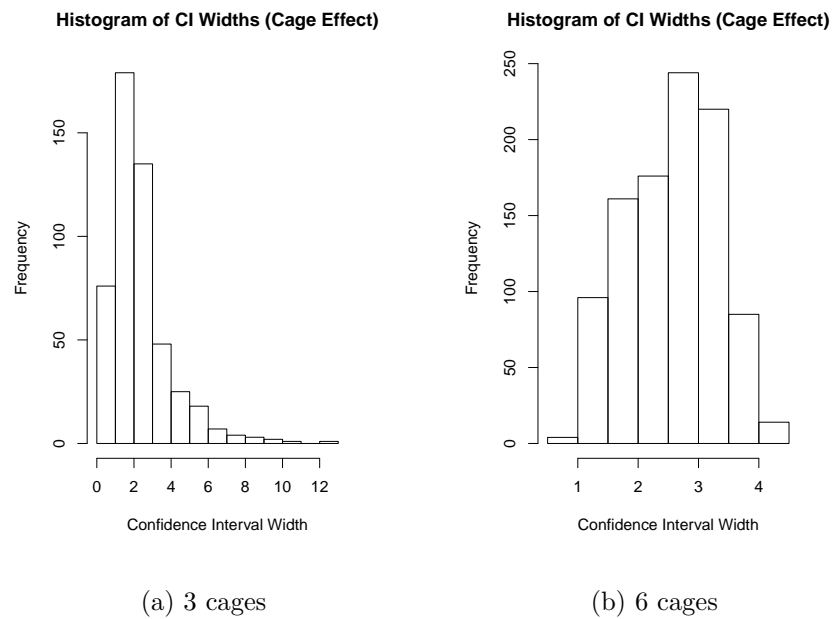 Histogram of CI Widths (Cage Effect)
Frequency
0
50
100
150
0 2 4 6 8 10 12
Confidence Interval Width
(a) 3 cages
Histogram of CI Widths (Cage Effect)
Frequency
0
50
100
150
200
250
1 2 3 4
Confidence Interval Width
(b) 6 cages